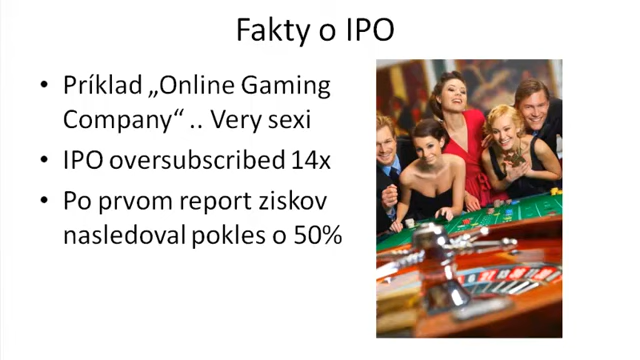 Fakty o IPO
• Príklad „Online Gaming
Company“ .. Very sexi
• IPO oversubscribed 14x
• Po prvom report ziskov
nasledoval pokles o 50%